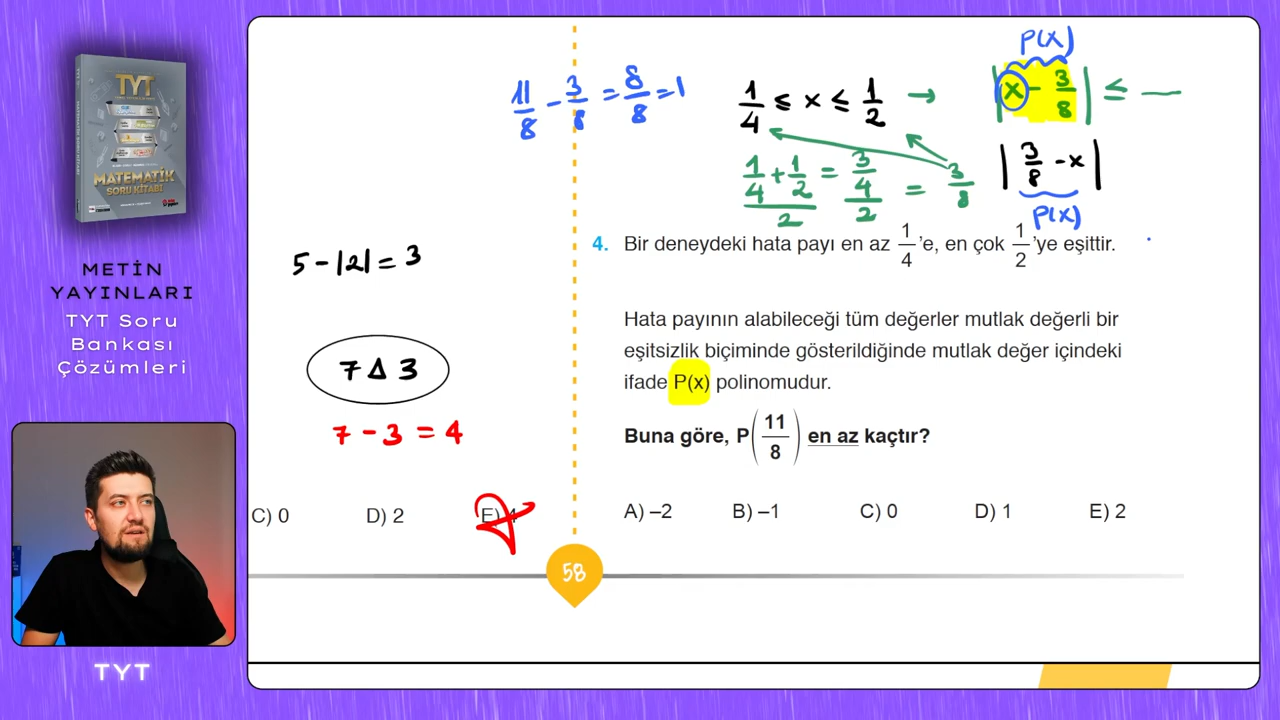 TYT
MATEMATİK
SORU KİTABI
METİN
YAYINLARI
TYT Soru
Bankası
Çözümleri
TYT
5 - |2| = 3
7 Δ 3
7 - 3 = 4
C) 0 D) 2 E) 4
58
11/8 - 3/8 = 8/8 = 1
1/4 ≤ x ≤ 1/2 → |x - 3/8| ≤ —
P(x)
1/4 + 1/2 / 2 = 3/4 / 2 = 3/8
|3/8 - x|
P(x)
4. Bir deneydeki hata payı en az 1/4 'e, en çok 1/2 'ye eşittir.
Hata payının alabileceği tüm değerler mutlak değerli bir
eşitsizlik biçiminde gösterildiğinde mutlak değer içindeki
ifade P(x) polinomudur.
Buna göre, P(11/8) en az kaçtır?
A) –2 B) –1 C) 0 D) 1 E) 2